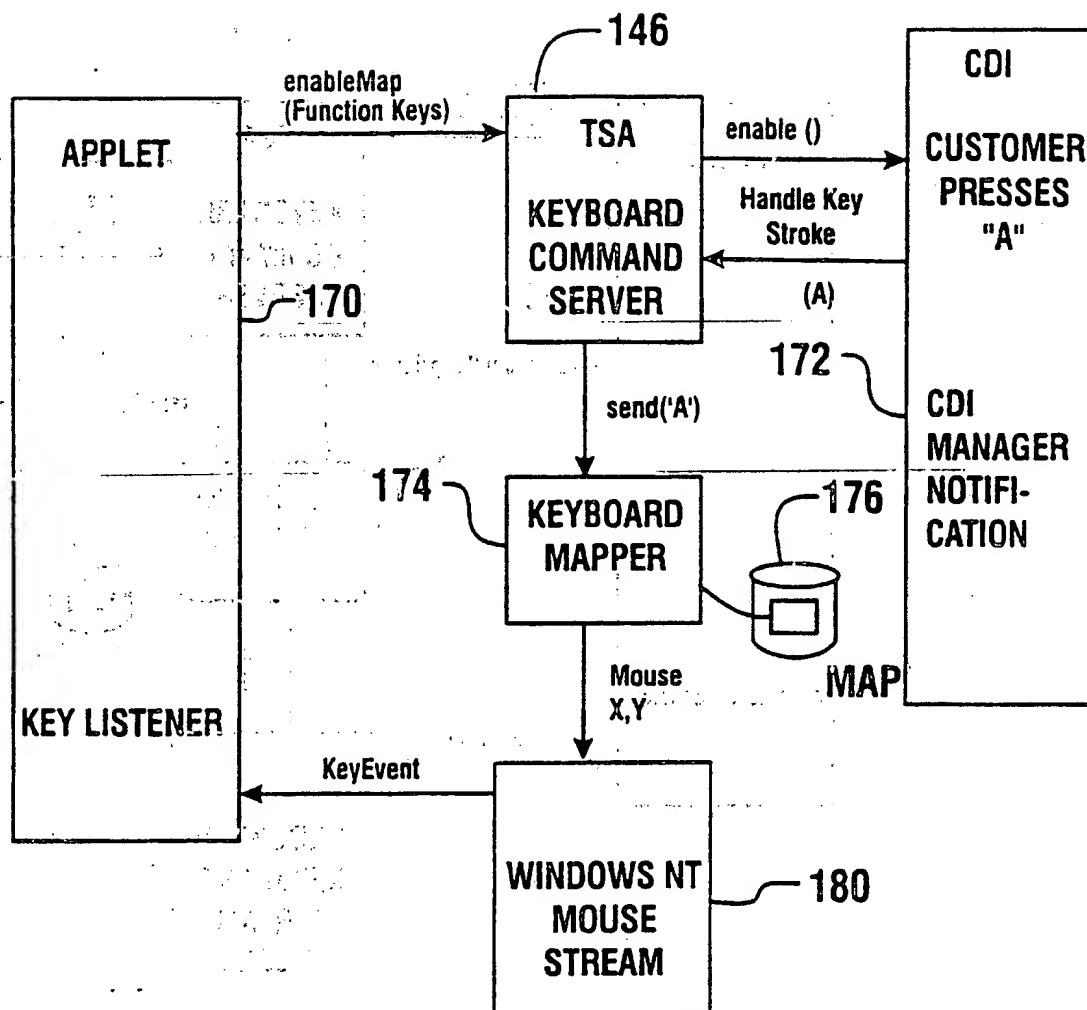 146
enableMap
(Function Keys)
APPLET
170
KEY LISTENER
TSA
KEYBOARD
COMMAND
SERVER
enable ()
Handle Key
Stroke
(A)
CDI
CUSTOMER
PRESSES
"A"
172
CDI
MANAGER
NOTIFI-
CATION
send('A')
174
KEYBOARD
MAPPER
176
MAP
Mouse
X,Y
KeyEvent
WINDOWS NT
MOUSE
STREAM
180